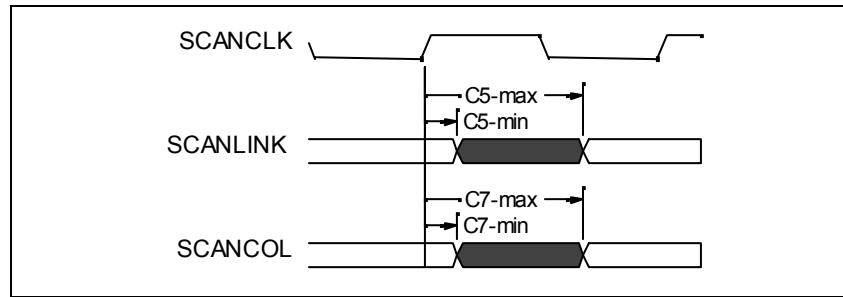 SCANCLK
C5-max
C5-min
SCANLINK
C7-max
C7-min
SCANCOL